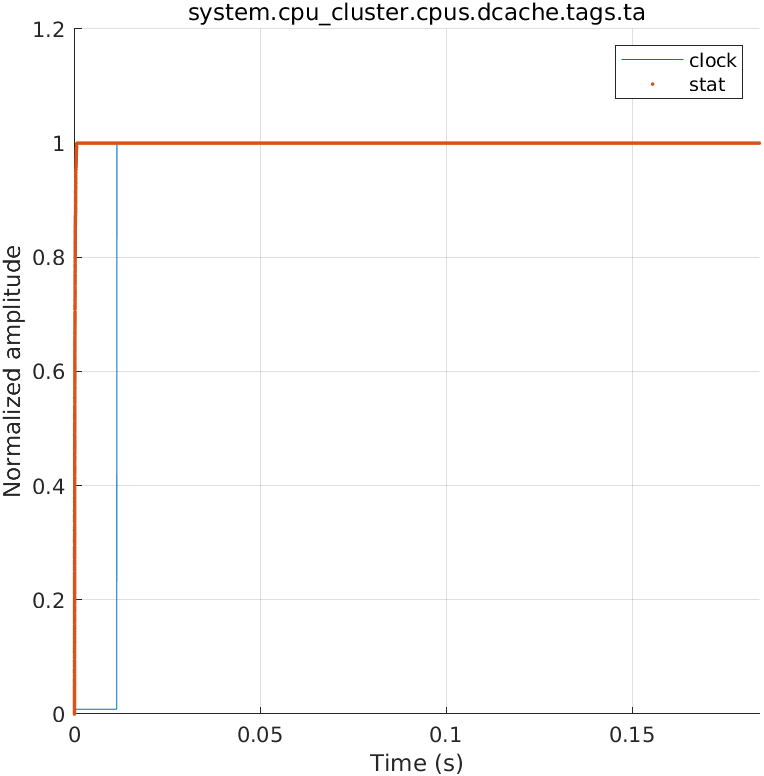 system.cpu_cluster.cpus.dcache.tags.ta
1.2
clock
stat
1
0.8
Normalized amplitude
0.6
0.4
0.2
0
0 0.05 0.1 0.15
Time (s)